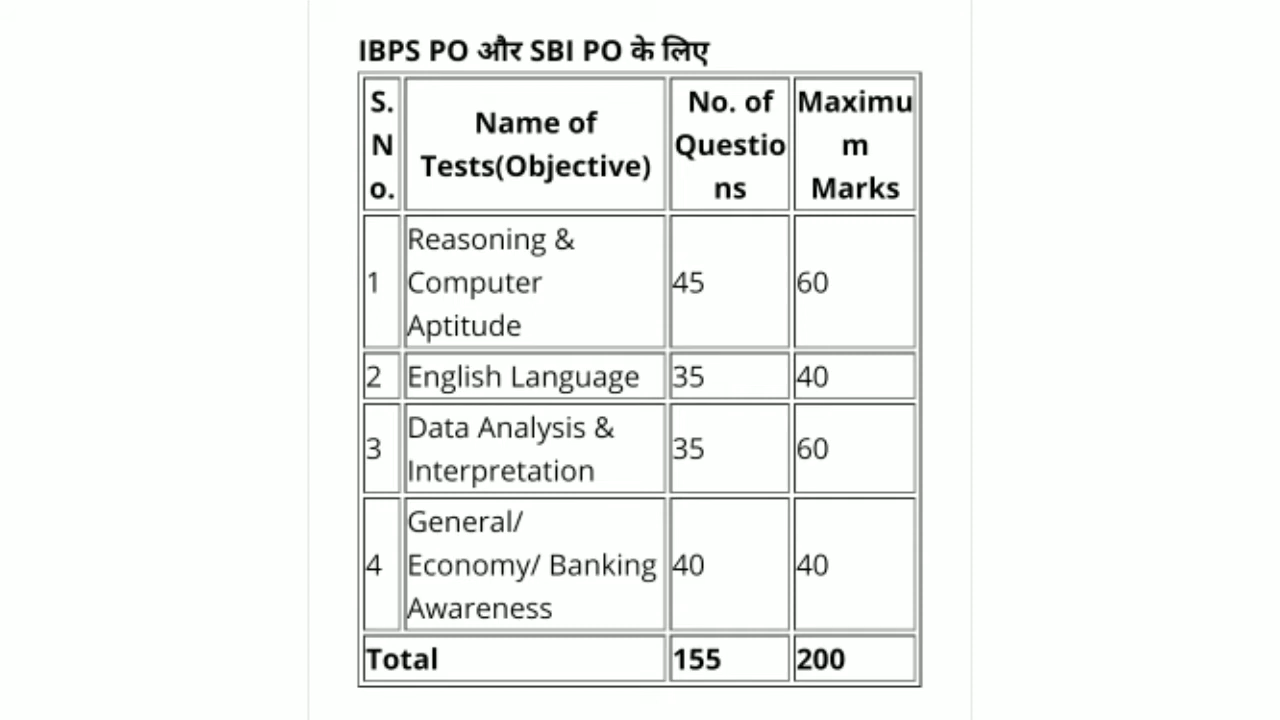 IBPS PO और SBI PO के लिए
S. N o. Name of Tests(Objective) No. of Questio ns Maximu m Marks
1 Reasoning & Computer Aptitude 45 60
2 English Language 35 40
3 Data Analysis & Interpretation 35 60
4 General/ Economy/ Banking Awareness 40 40
Total 155 200